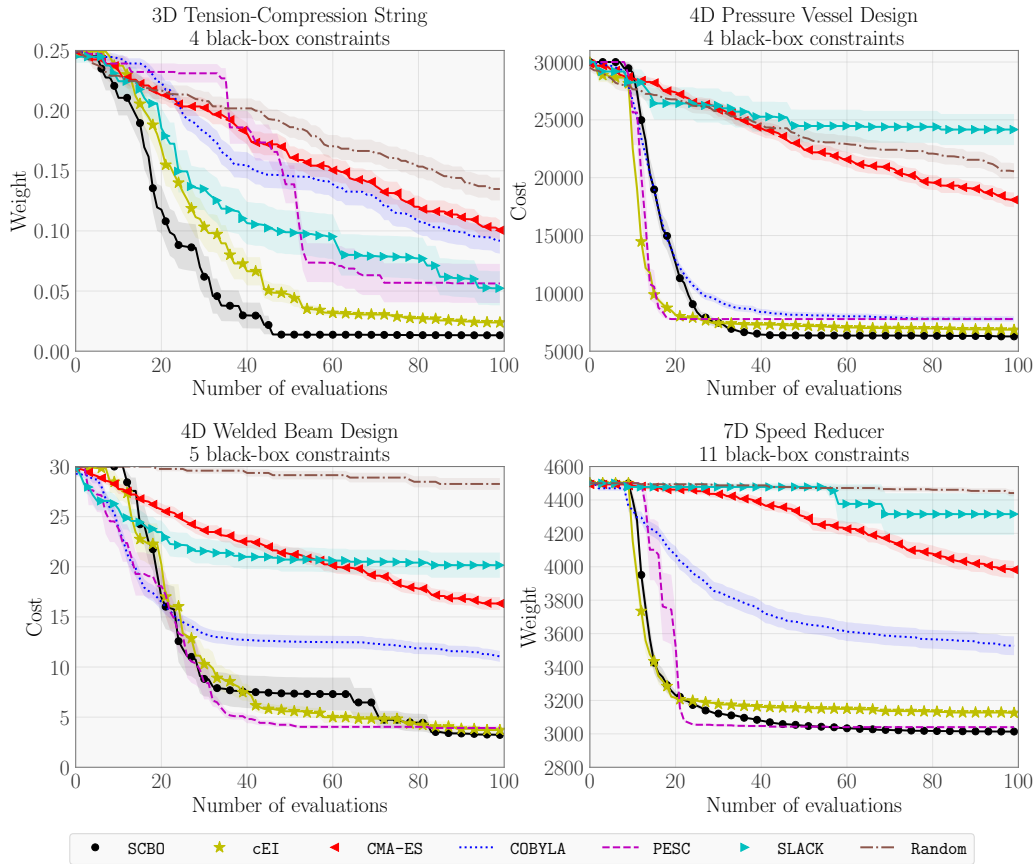 3D Tension-Compression String
4 black-box constraints
0.25
0.20
0.15
0.10
0.05
0.00
Weight
0 20 40 60 80 100
Number of evaluations
4D Pressure Vessel Design
4 black-box constraints
30000
25000
20000
15000
10000
5000
Cost
0 20 40 60 80 100
Number of evaluations
4D Welded Beam Design
5 black-box constraints
30
25
20
15
10
5
0
Cost
0 20 40 60 80 100
Number of evaluations
7D Speed Reducer
11 black-box constraints
4600
4400
4200
4000
3800
3600
3400
3200
3000
2800
Weight
0 20 40 60 80 100
Number of evaluations
SCBO cEI CMA-ES COBYLA PESC SLACK Random